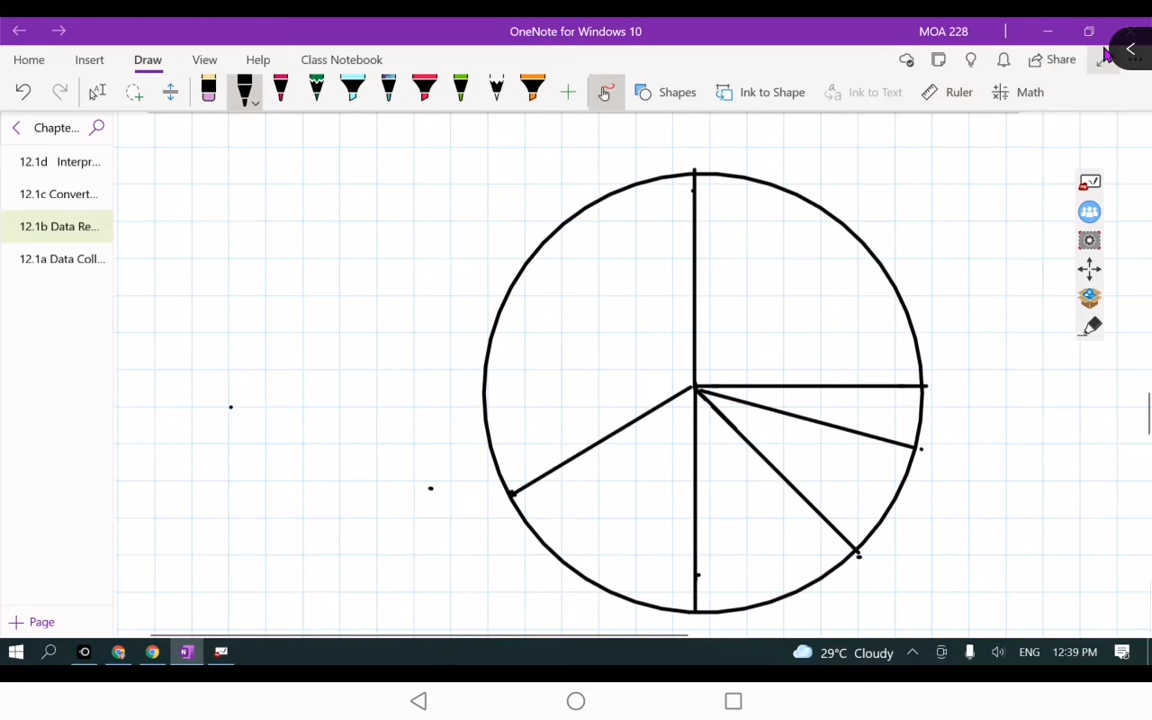 OneNote for Windows 10
MOA 228
Home Insert Draw View Help Class Notebook
Share
Shapes Ink to Shape Ink to Text Ruler Math
Chapte...
12.1d Interpr...
12.1c Convert...
12.1b Data Re...
12.1a Data Coll...
Page
29°C Cloudy ENG 12:39 PM